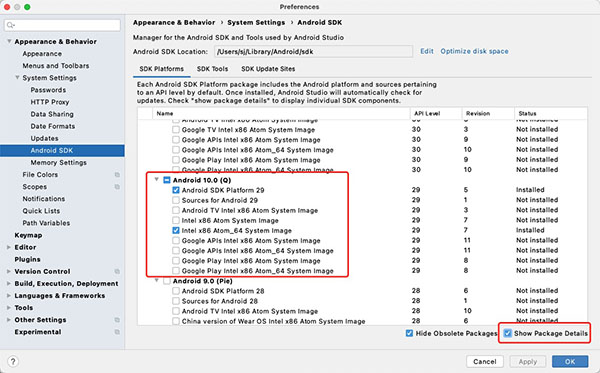 Preferences
Appearance & Behavior › System Settings › Android SDK
Manager for the Android SDK and Tools used by Android Studio
Android SDK Location: /Users/sj/Library/Android/sdk Edit Optimize disk space
SDK Platforms SDK Tools SDK Update Sites
Each Android SDK Platform package includes the Android platform and sources pertaining
to an API level by default. Once installed, Android Studio will automatically check for
updates. Check "show package details" to display individual SDK components.
Appearance & Behavior
Appearance
Menus and Toolbars
System Settings
Passwords
HTTP Proxy
Data Sharing
Date Formats
Updates
Android SDK
Memory Settings
File Colors
Scopes
Notifications
Quick Lists
Path Variables
Keymap
Editor
Plugins
Version Control
Build, Execution, Deployment
Languages & Frameworks
Tools
Other Settings
Experimental
Name API Level Revision Status
Android TV Intel x86 Atom System Image 30 3 Not installed
Google TV Intel x86 Atom System Image 30 3 Not installed
Google APIs Intel x86 Atom System Image 30 9 Not installed
Google APIs Intel x86 Atom_64 System Image 30 10 Not installed
Google Play Intel x86 Atom System Image 30 9 Not installed
Google Play Intel x86 Atom_64 System Image 30 10 Not installed
Android 10.0 (Q)
Android SDK Platform 29 29 5 Installed
Sources for Android 29 29 1 Not installed
Android TV Intel x86 Atom System Image 29 3 Not installed
Intel x86 Atom System Image 29 7 Not installed
Intel x86 Atom_64 System Image 29 7 Installed
Google APIs Intel x86 Atom System Image 29 11 Not installed
Google APIs Intel x86 Atom_64 System Image 29 11 Not installed
Google Play Intel x86 Atom System Image 29 8 Not installed
Google Play Intel x86 Atom_64 System Image 29 8 Not installed
Android 9.0 (Pie)
Android SDK Platform 28 28 6 Not installed
Sources for Android 28 28 1 Not installed
Android TV Intel x86 Atom System Image 28 10 Not installed
China version of Wear OS Intel x86 Atom System Image 28 6 Not installed
Hide Obsolete Packages Show Package Details
? Cancel Apply OK